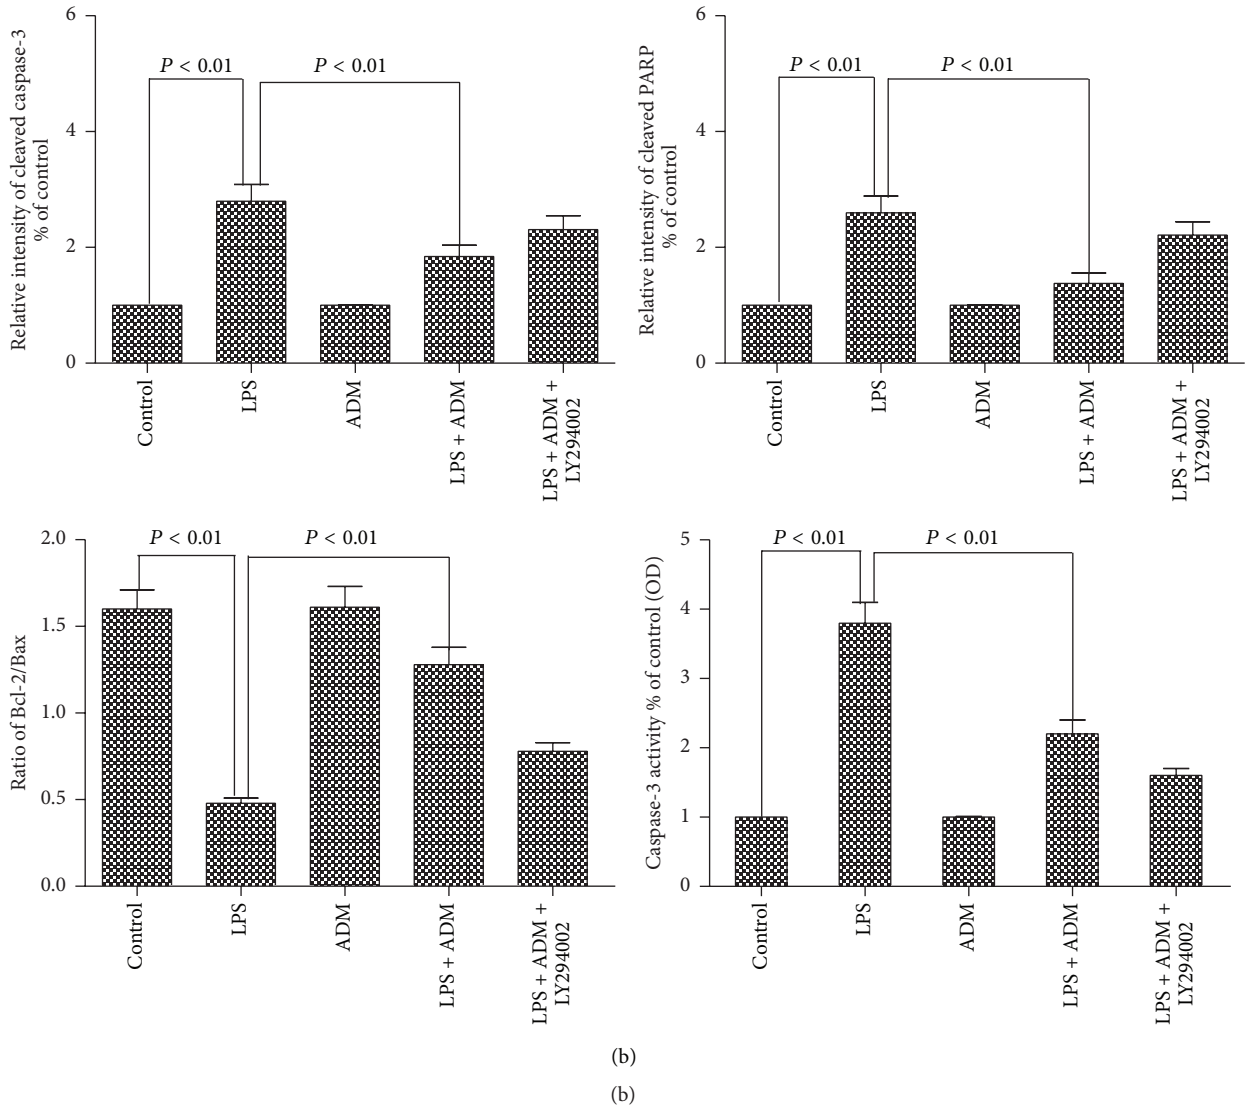 Relative intensity of cleaved caspase-3
% of control
6
4
2
0
P < 0.01
P < 0.01
Control
LPS
ADM
LPS + ADM
LPS + ADM +
LY294002
Relative intensity of cleaved PARP
% of control
6
4
2
0
P < 0.01
P < 0.01
Control
LPS
ADM
LPS + ADM
LPS + ADM +
LY294002
Ratio of Bcl-2/Bax
2.0
1.5
1.0
0.5
0.0
P < 0.01
P < 0.01
Control
LPS
ADM
LPS + ADM
LPS + ADM +
LY294002
Caspase-3 activity % of control (OD)
5
4
3
2
1
0
P < 0.01
P < 0.01
Control
LPS
ADM
LPS + ADM
LPS + ADM +
LY294002
(b)
(b)